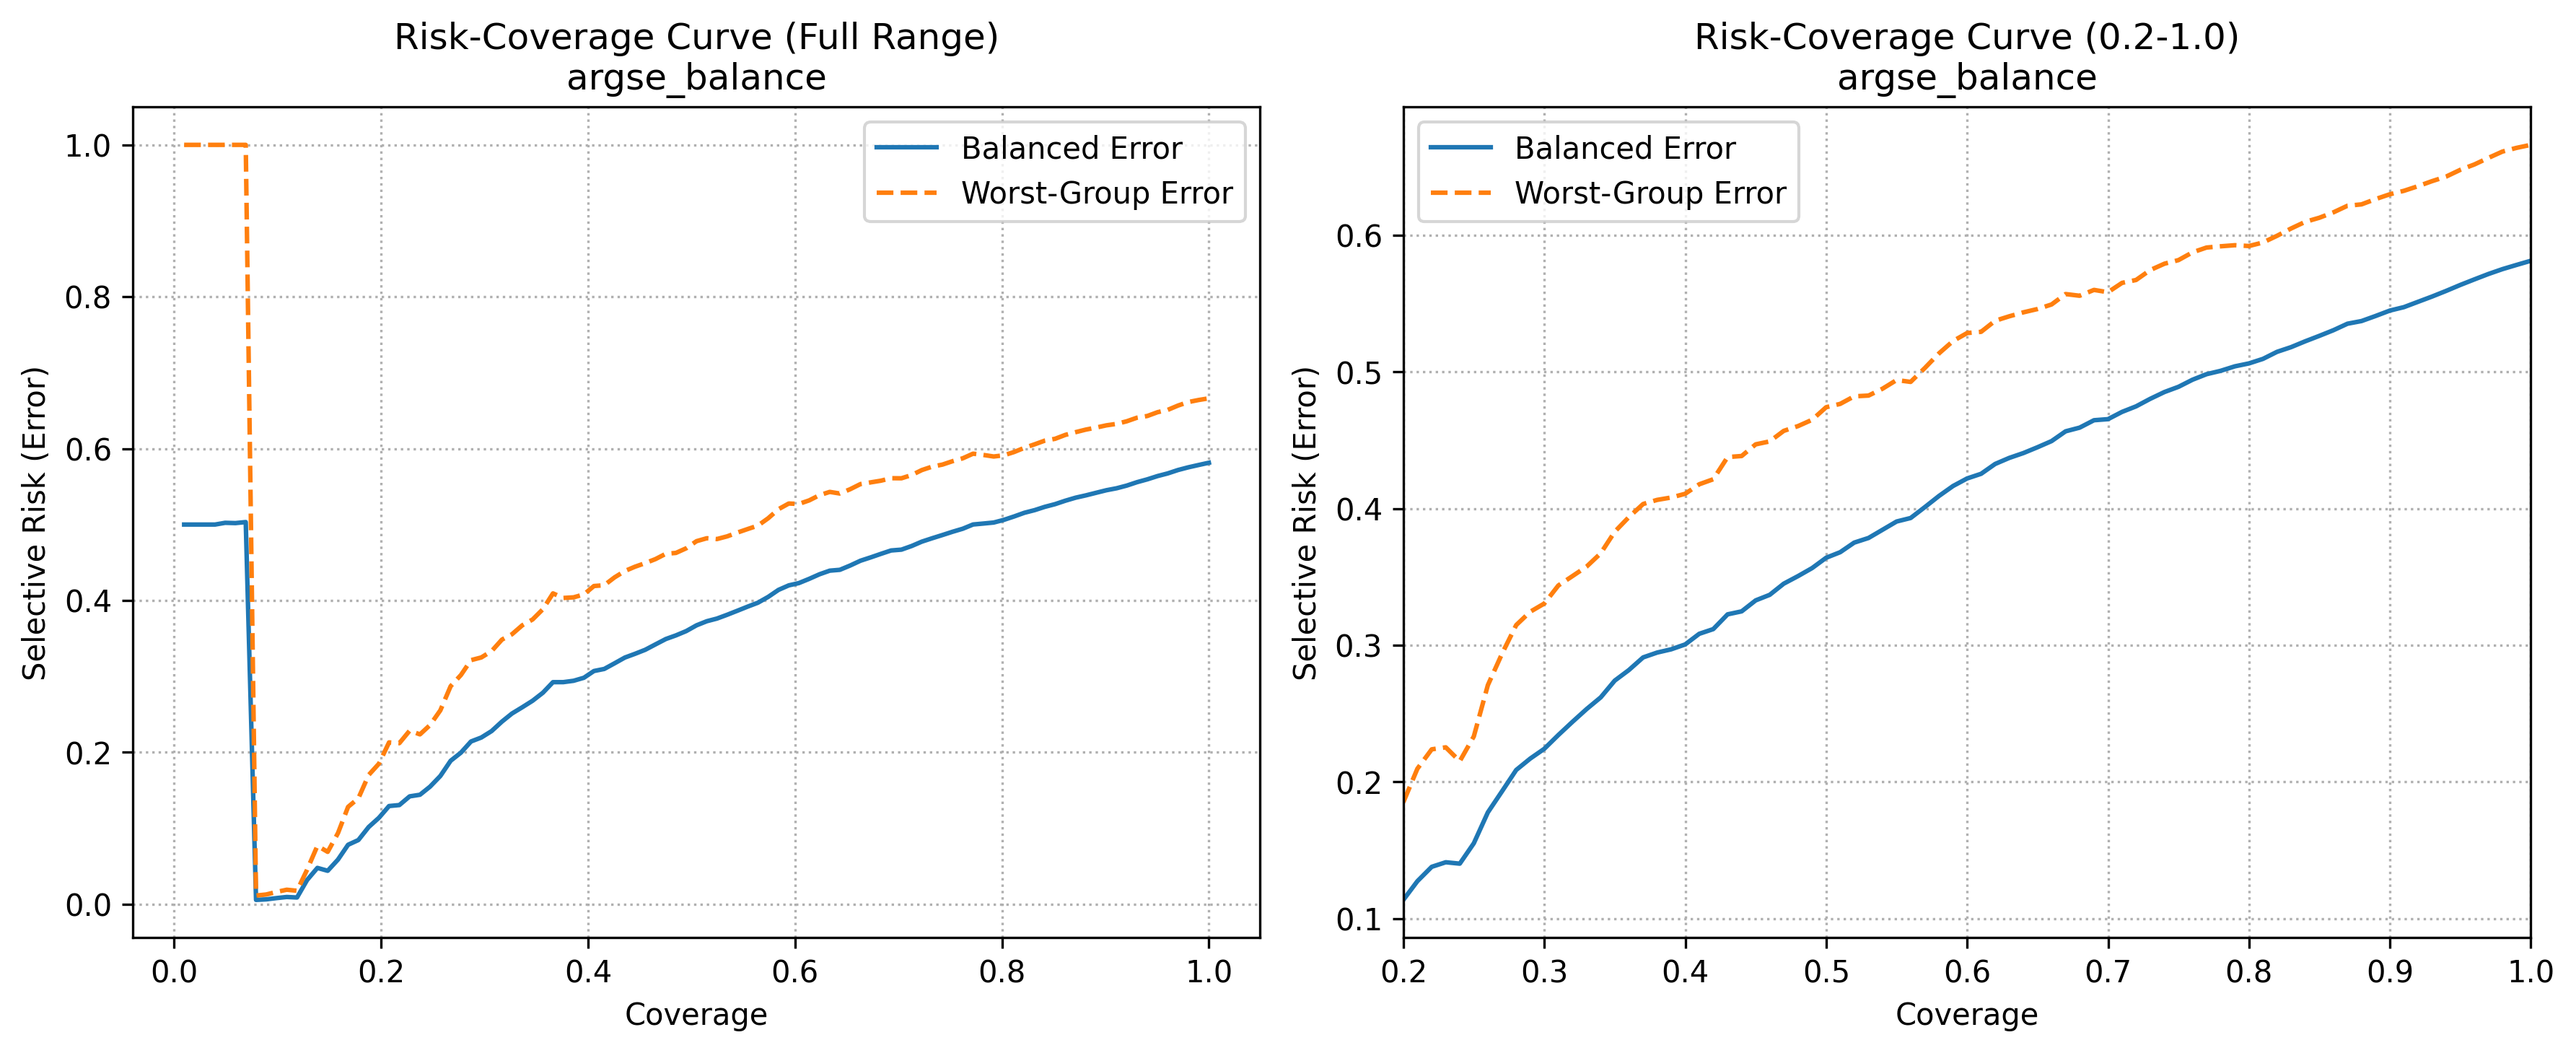 Risk-Coverage Curve (Full Range)
argse_balance
Balanced Error
Worst-Group Error
Selective Risk (Error)
1.0
0.8
0.6
0.4
0.2
0.0
0.0 0.2 0.4 0.6 0.8 1.0
Coverage
Risk-Coverage Curve (0.2-1.0)
argse_balance
Balanced Error
Worst-Group Error
Selective Risk (Error)
0.6
0.5
0.4
0.3
0.2
0.1
0.2 0.3 0.4 0.5 0.6 0.7 0.8 0.9 1.0
Coverage